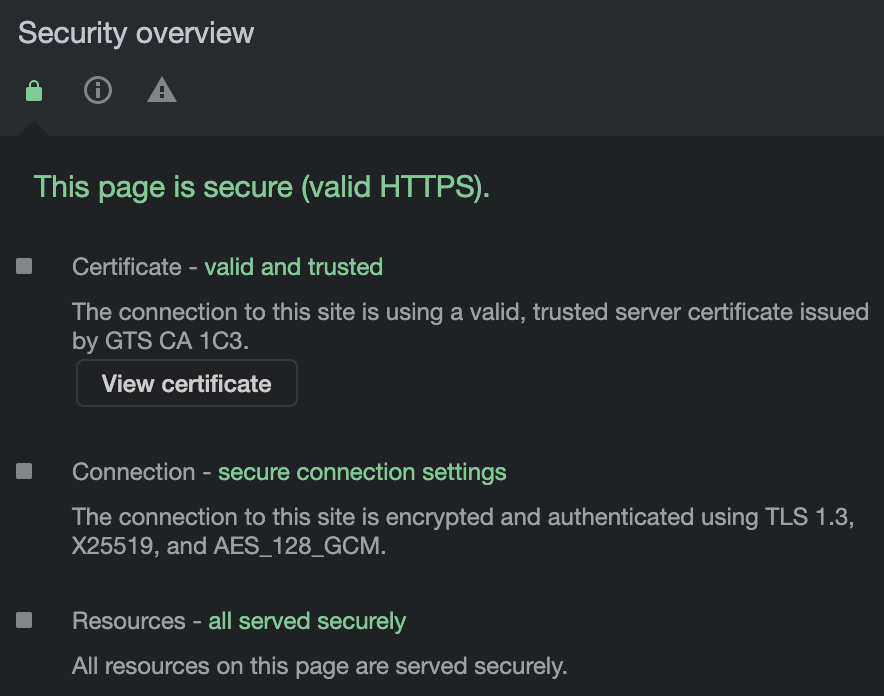 Security overview
This page is secure (valid HTTPS).
Certificate - valid and trusted
The connection to this site is using a valid, trusted server certificate issued
by GTS CA 1C3.
View certificate
Connection - secure connection settings
The connection to this site is encrypted and authenticated using TLS 1.3,
X25519, and AES_128_GCM.
Resources - all served securely
All resources on this page are served securely.